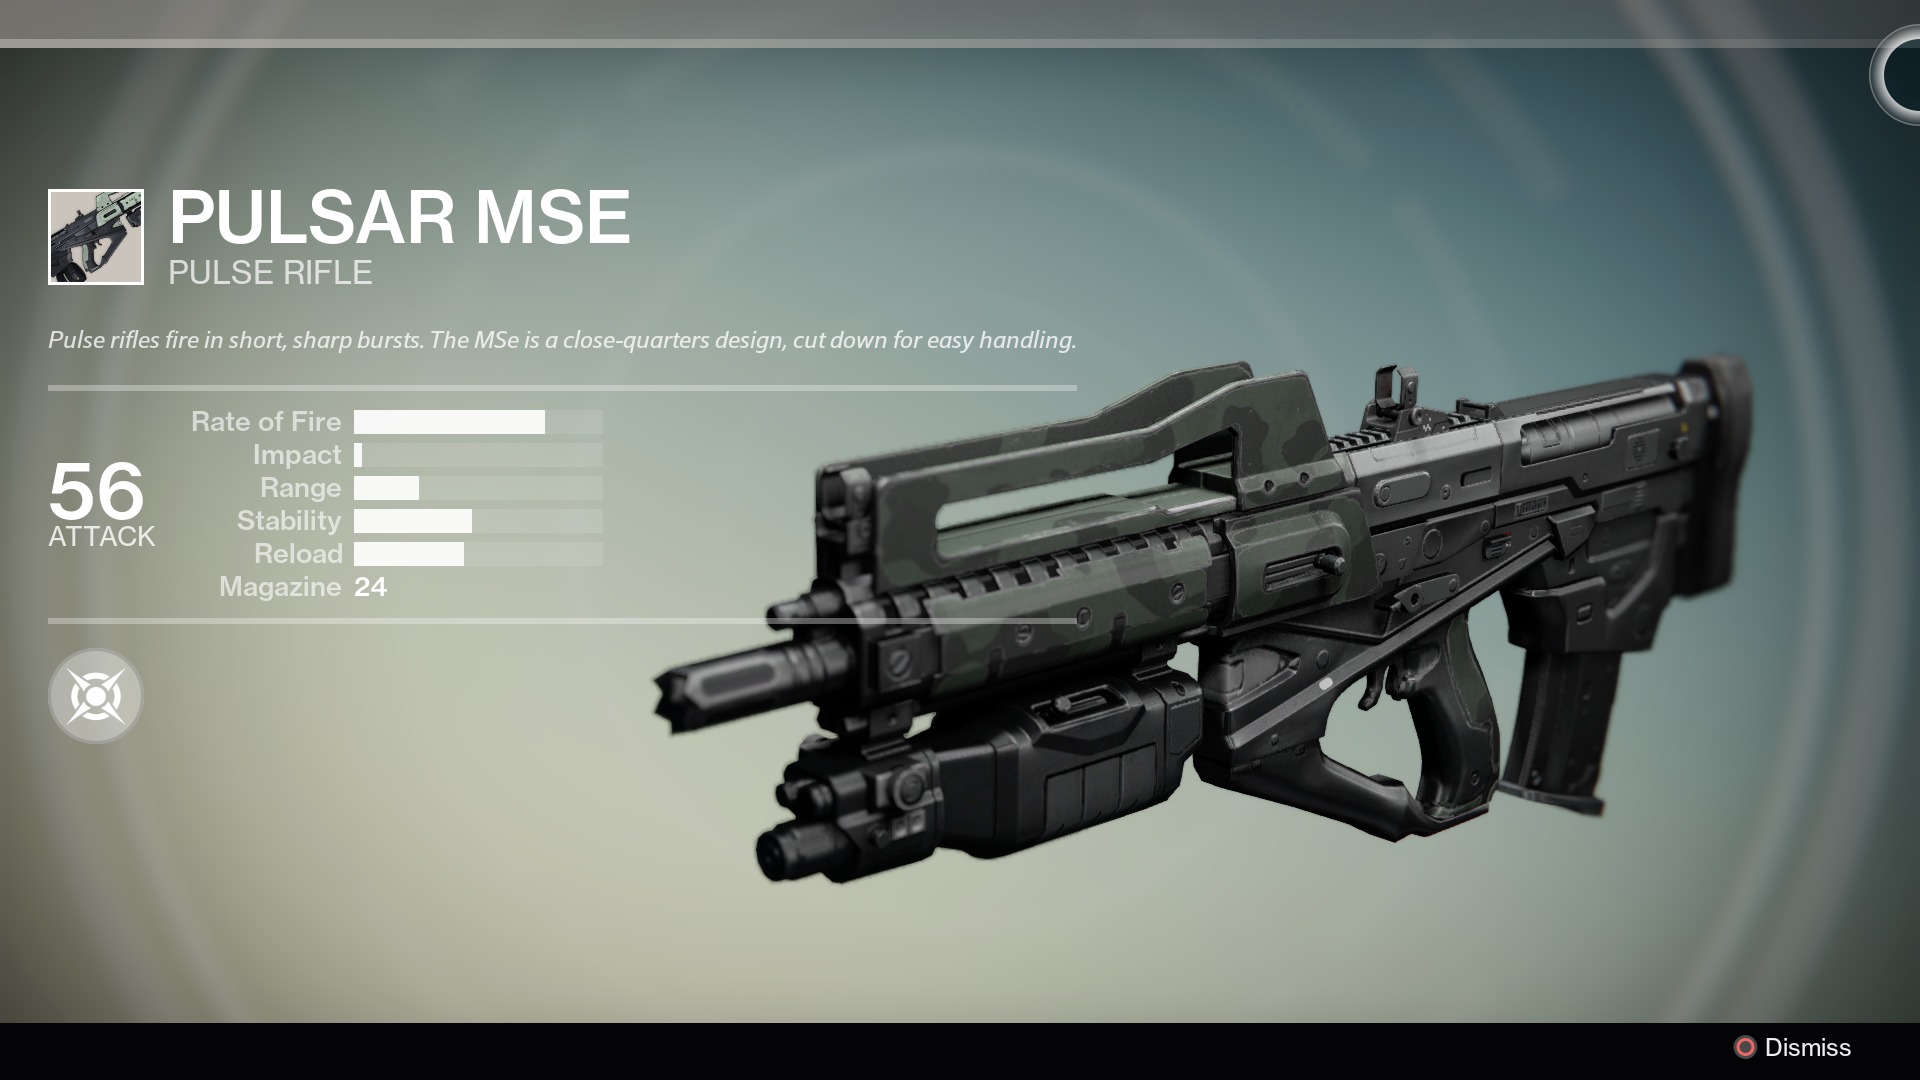 PULSAR MSE
PULSE RIFLE
Pulse rifles fire in short, sharp bursts. The MSe is a close-quarters design, cut down for easy handling.
Rate of Fire
Impact
Range
Stability
Reload
Magazine 24
56
ATTACK
Dismiss